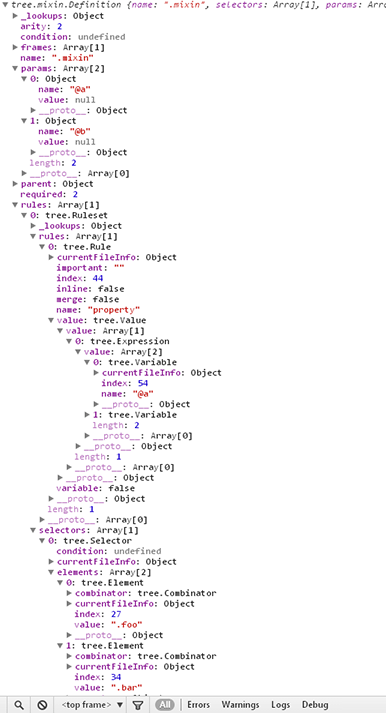 tree.mixin.Definition {name: ".mixin", selectors: Array[1], params: Arra
_lookups: Object
arity: 2
condition: undefined
frames: Array[1]
name: ".mixin"
params: Array[2]
0: Object
name: "@a"
value: null
__proto__: Object
1: Object
name: "@b"
value: null
__proto__: Object
length: 2
__proto__: Array[0]
parent: Object
required: 2
rules: Array[1]
0: tree.Ruleset
_lookups: Object
rules: Array[1]
0: tree.Rule
currentFileInfo: Object
important: ""
index: 44
inline: false
merge: false
name: "property"
value: tree.Value
value: Array[1]
0: tree.Expression
value: Array[2]
0: tree.Variable
currentFileInfo: Object
index: 54
name: "@a"
__proto__: Object
1: tree.Variable
length: 2
__proto__: Array[0]
__proto__: Object
length: 1
__proto__: Array[0]
__proto__: Object
variable: false
__proto__: Object
length: 1
__proto__: Array[0]
selectors: Array[1]
0: tree.Selector
condition: undefined
currentFileInfo: Object
elements: Array[2]
0: tree.Element
combinator: tree.Combinator
currentFileInfo: Object
index: 27
value: ".foo"
__proto__: Object
1: tree.Element
combinator: tree.Combinator
currentFileInfo: Object
index: 34
value: ".bar"
<top frame> All Errors Warnings Logs Debug